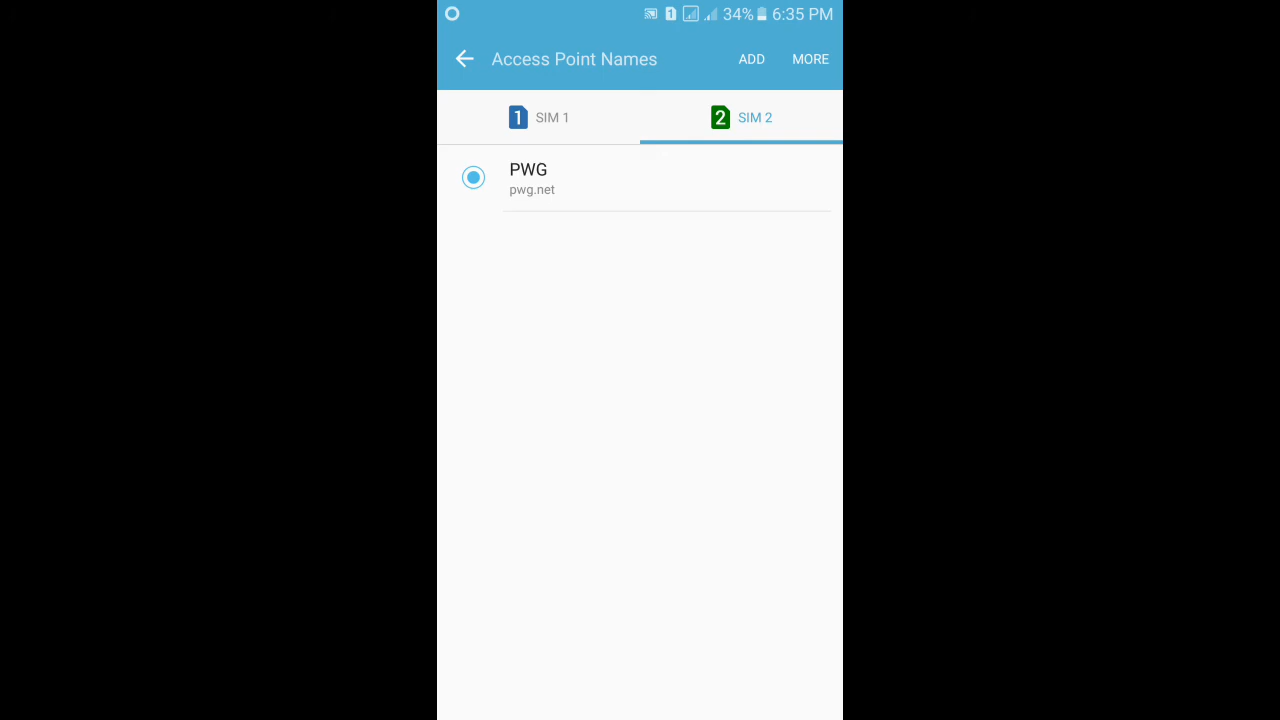 34% 6:35 PM
Access Point Names ADD MORE
1 SIM 1 2 SIM 2
PWG
pwg.net